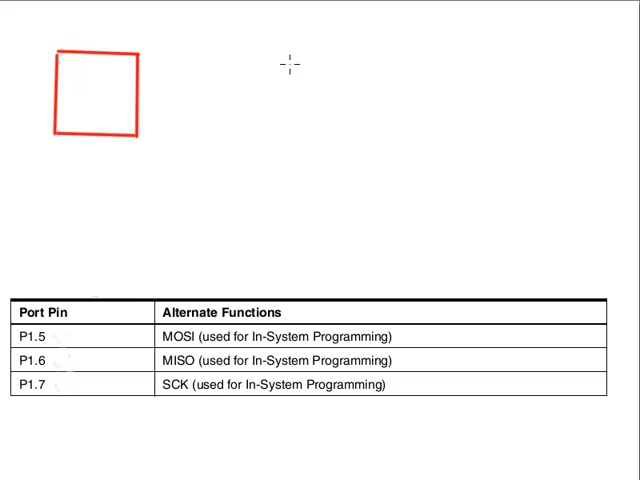 Port Pin Alternate Functions
P1.5 MOSI (used for In-System Programming)
P1.6 MISO (used for In-System Programming)
P1.7 SCK (used for In-System Programming)